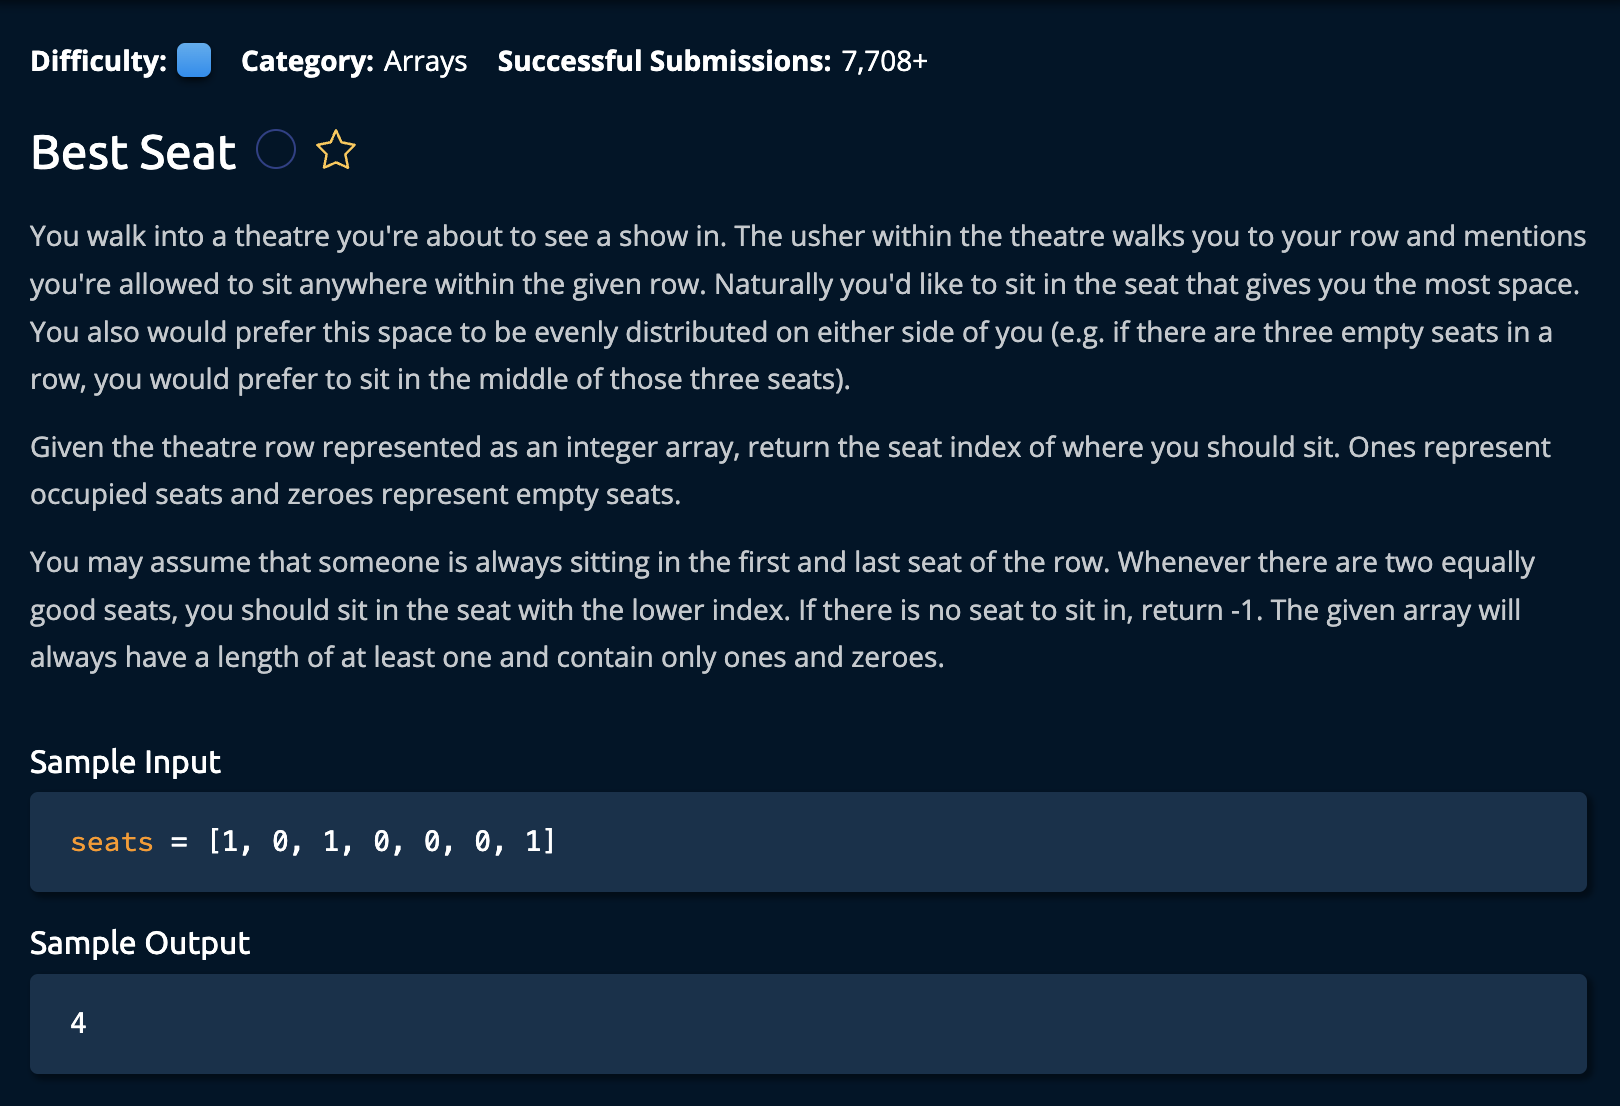 Difficulty: Category: Arrays Successful Submissions: 7,708+
Best Seat
You walk into a theatre you're about to see a show in. The usher within the theatre walks you to your row and mentions
you're allowed to sit anywhere within the given row. Naturally you'd like to sit in the seat that gives you the most space.
You also would prefer this space to be evenly distributed on either side of you (e.g. if there are three empty seats in a
row, you would prefer to sit in the middle of those three seats).
Given the theatre row represented as an integer array, return the seat index of where you should sit. Ones represent
occupied seats and zeroes represent empty seats.
You may assume that someone is always sitting in the first and last seat of the row. Whenever there are two equally
good seats, you should sit in the seat with the lower index. If there is no seat to sit in, return -1. The given array will
always have a length of at least one and contain only ones and zeroes.
Sample Input
seats = [1, 0, 1, 0, 0, 0, 1]
Sample Output
4